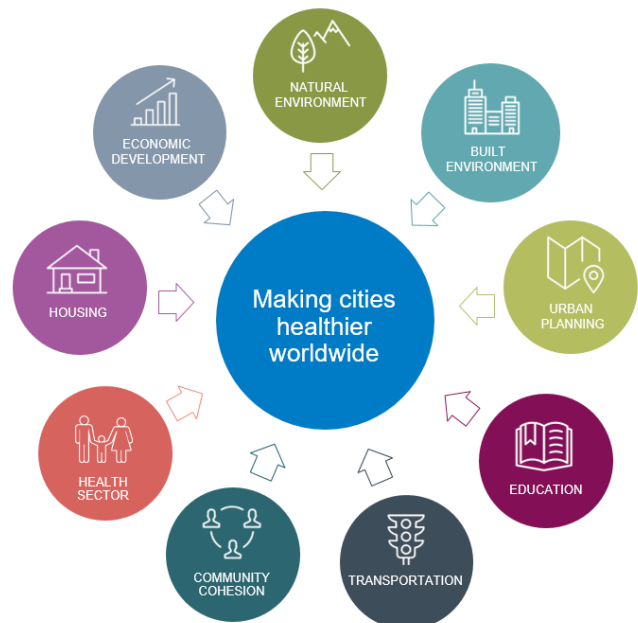 NATURAL
ENVIRONMENT
ECONOMIC
DEVELOPMENT
BUILT
ENVIRONMENT
Making cities
healthier
worldwide
HOUSING
URBAN
PLANNING
HEALTH
SECTOR
EDUCATION
COMMUNITY
COHESION
TRANSPORTATION